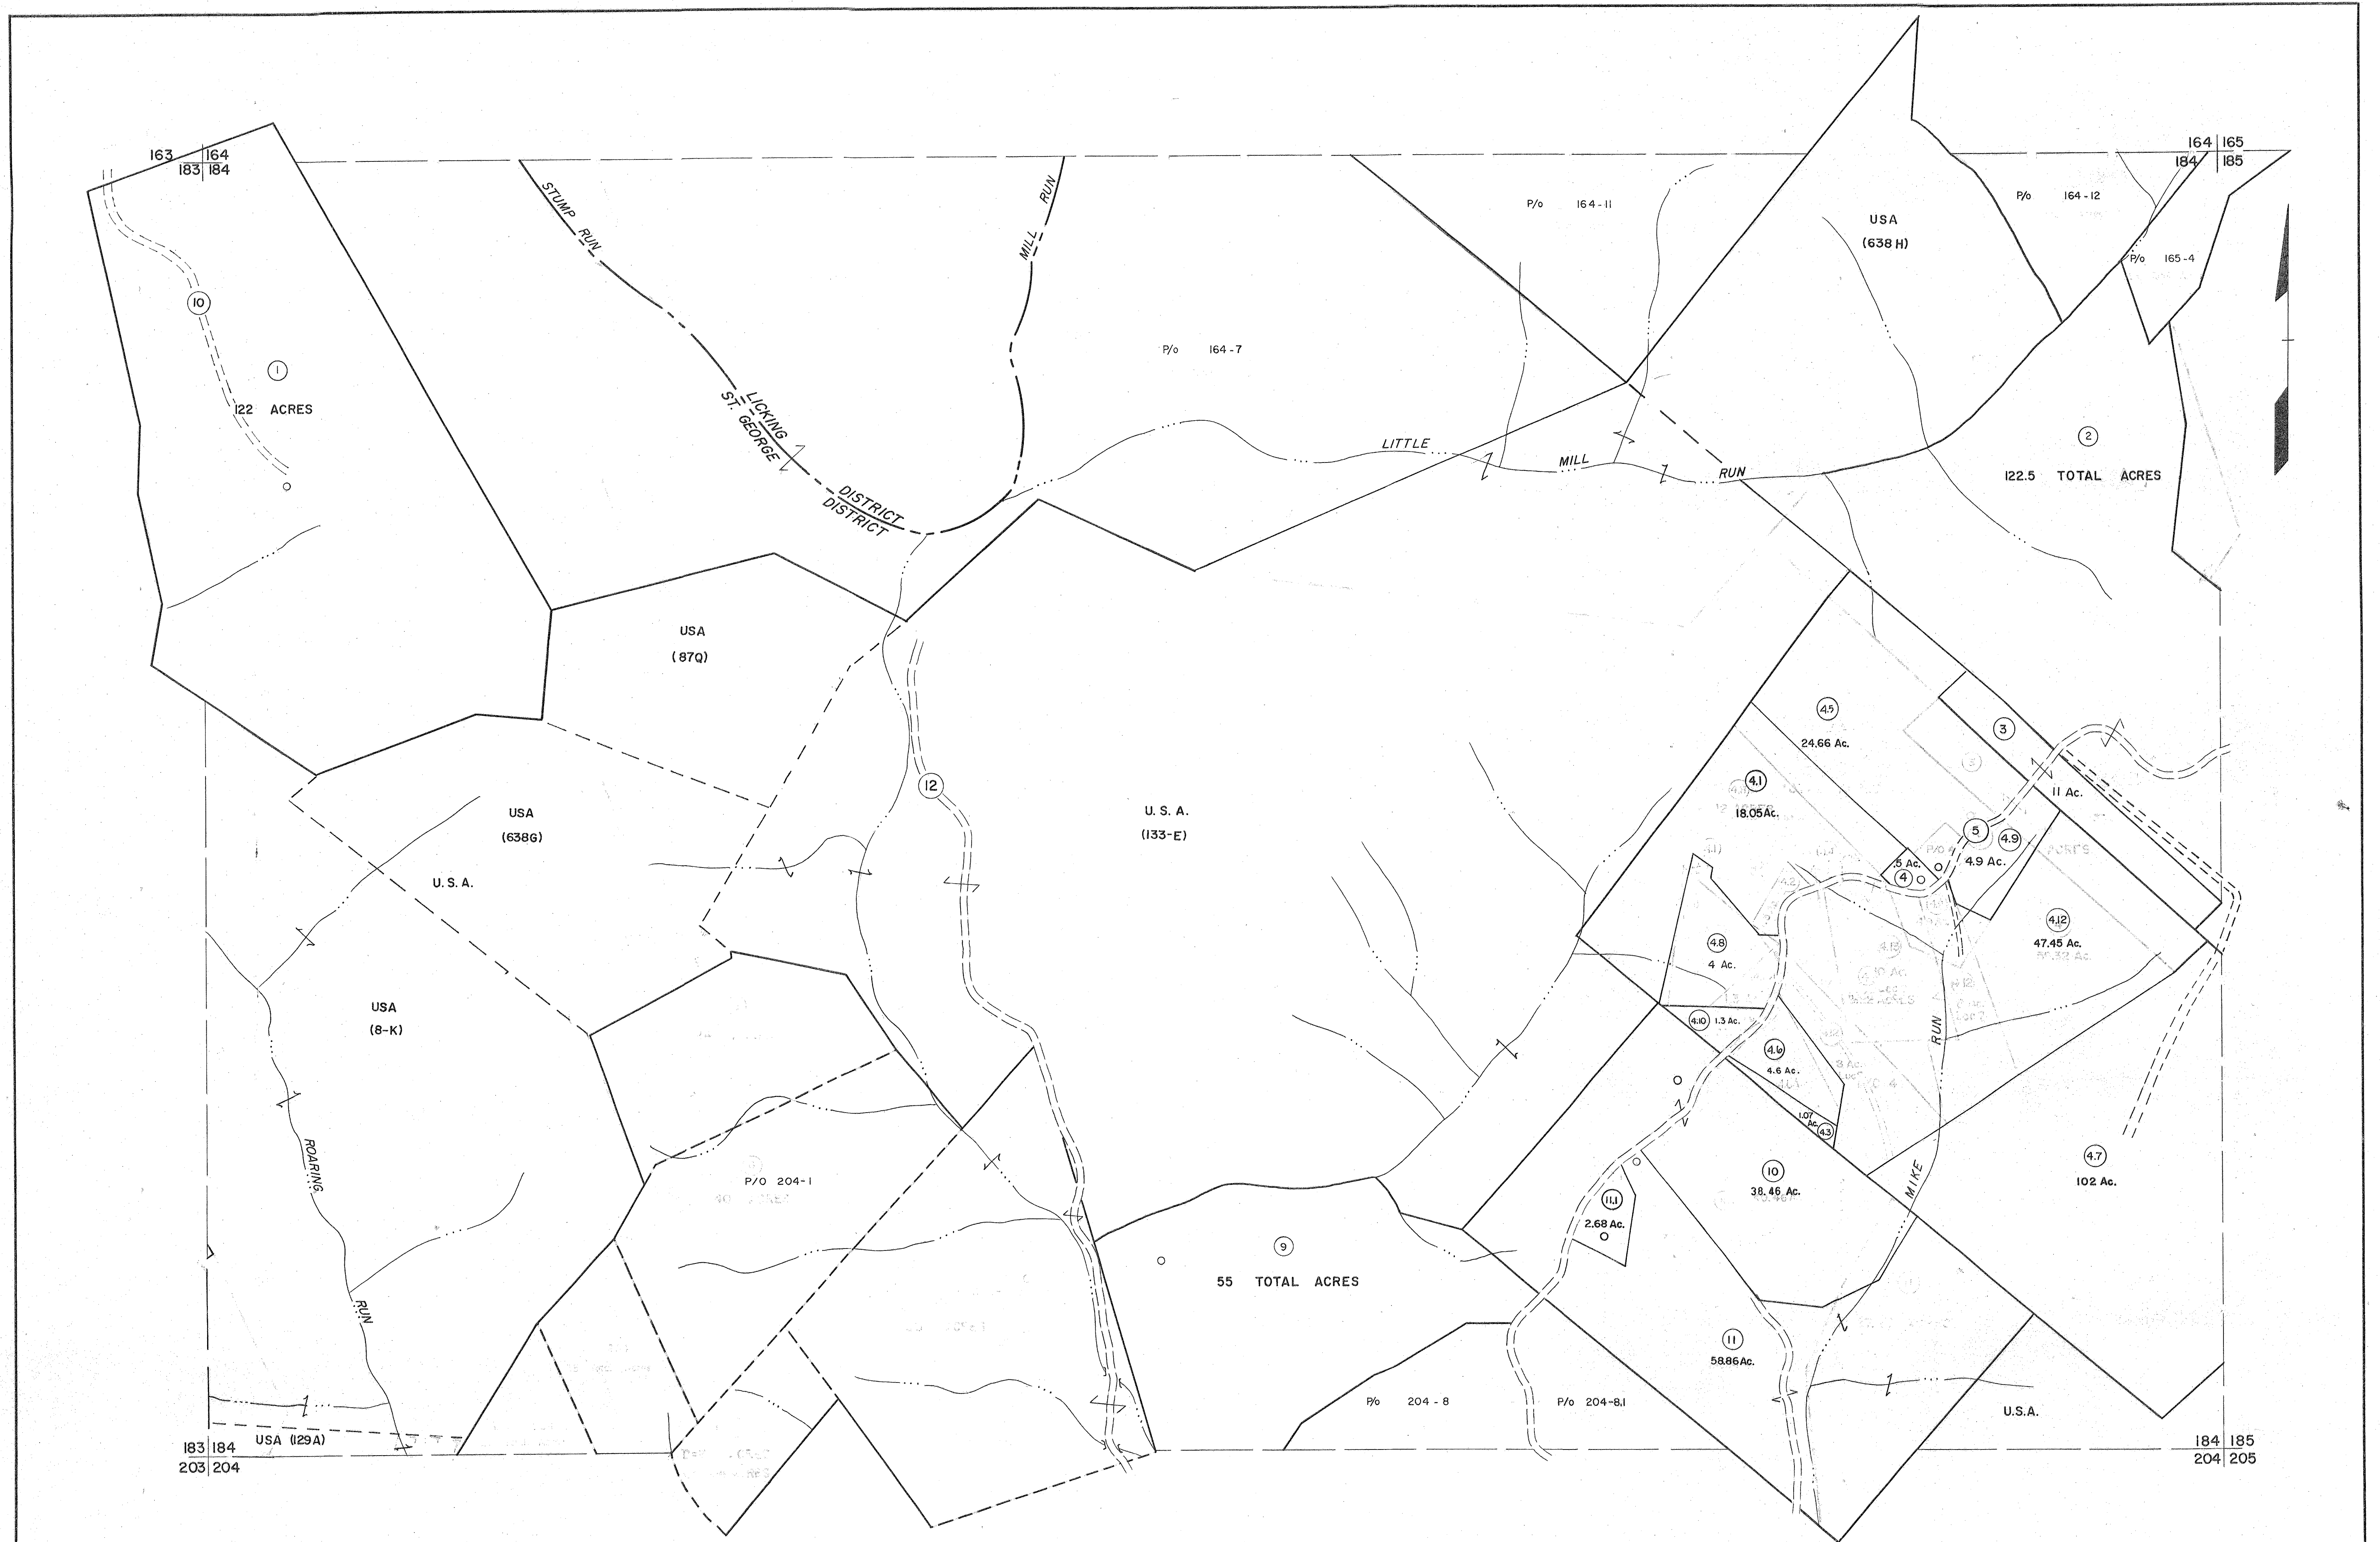 163 164
183 184
164 165
184 185
STUMP RUN
MILL RUN
P/o 164-11
USA
(638 H)
P/o 164-12
P/o 165-4
10
1
122 ACRES
P/o 164-7
LICKING
ST. GEORGE
DISTRICT
DISTRICT
LITTLE
MILL
RUN
2
122.5 TOTAL ACRES
USA
(87Q)
4.5
24.66 Ac.
3
11 Ac.
12
USA
(638G)
U.S.A.
U. S. A.
(133-E)
4.1
18.05 Ac.
5
4.9
4.9 Ac.
.5 Ac.
4
4.12
47.45 Ac.
4.8
4 Ac.
USA
(8-K)
4.10 1.3 Ac.
4.6
4.6 Ac.
1.07
Ac.
4.3
RUN
MIKE
4.7
102 Ac.
ROARING
RUN
P/O 204-1
10
38.46 Ac.
11.1
2.68 Ac.
9
55 TOTAL ACRES
11
58.86 Ac.
P/o 204-8
P/o 204-8.1
U.S.A.
USA (129A)
183 184
203 204
184 185
204 205